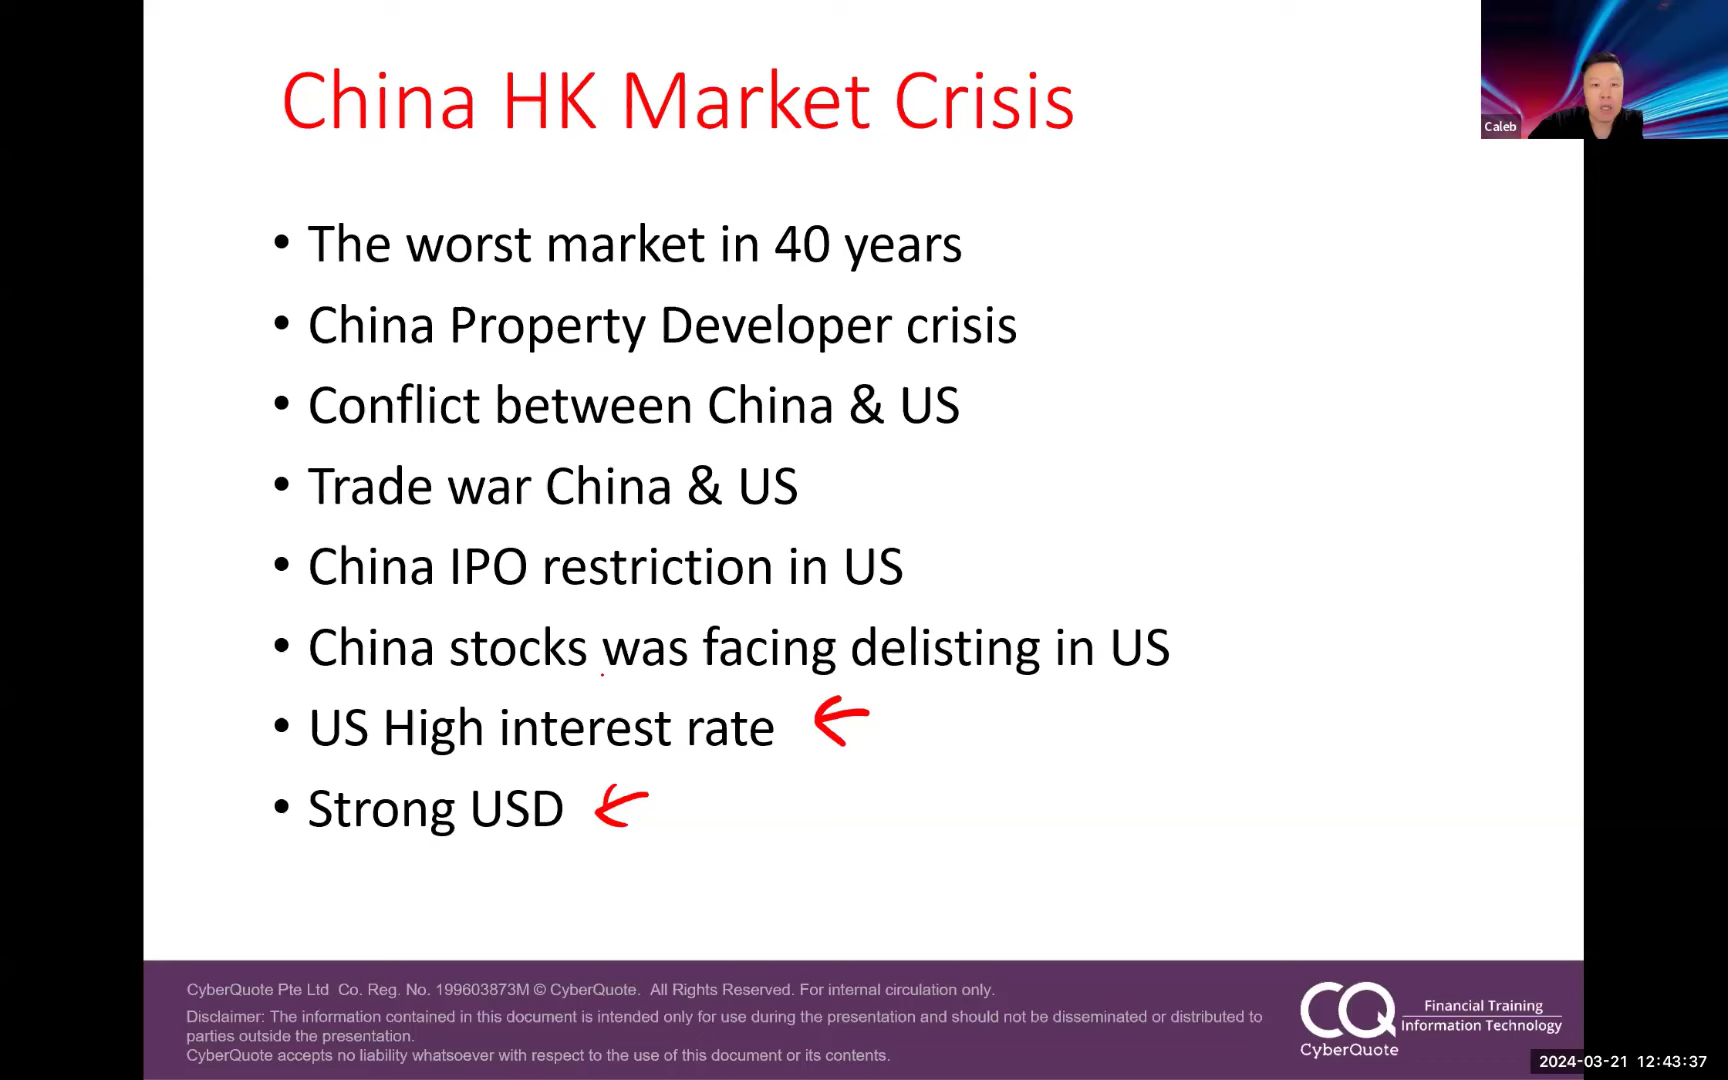 China HK Market Crisis
Caleb
• The worst market in 40 years
• China Property Developer crisis
• Conflict between China & US
• Trade war China & US
• China IPO restriction in US
• China stocks was facing delisting in US
• US High interest rate
• Strong USD
CyberQuote Pte Ltd Co. Reg. No. 199603873M © CyberQuote. All Rights Reserved. For internal circulation only.
Disclaimer: The information contained in this document is intended only for use during the presentation and should not be disseminated or distributed to
parties outside the presentation.
CyberQuote accepts no liability whatsoever with respect to the use of this document or its contents.
CQ
CyberQuote
Financial Training
Information Technology
2024-03-21 12:43:37